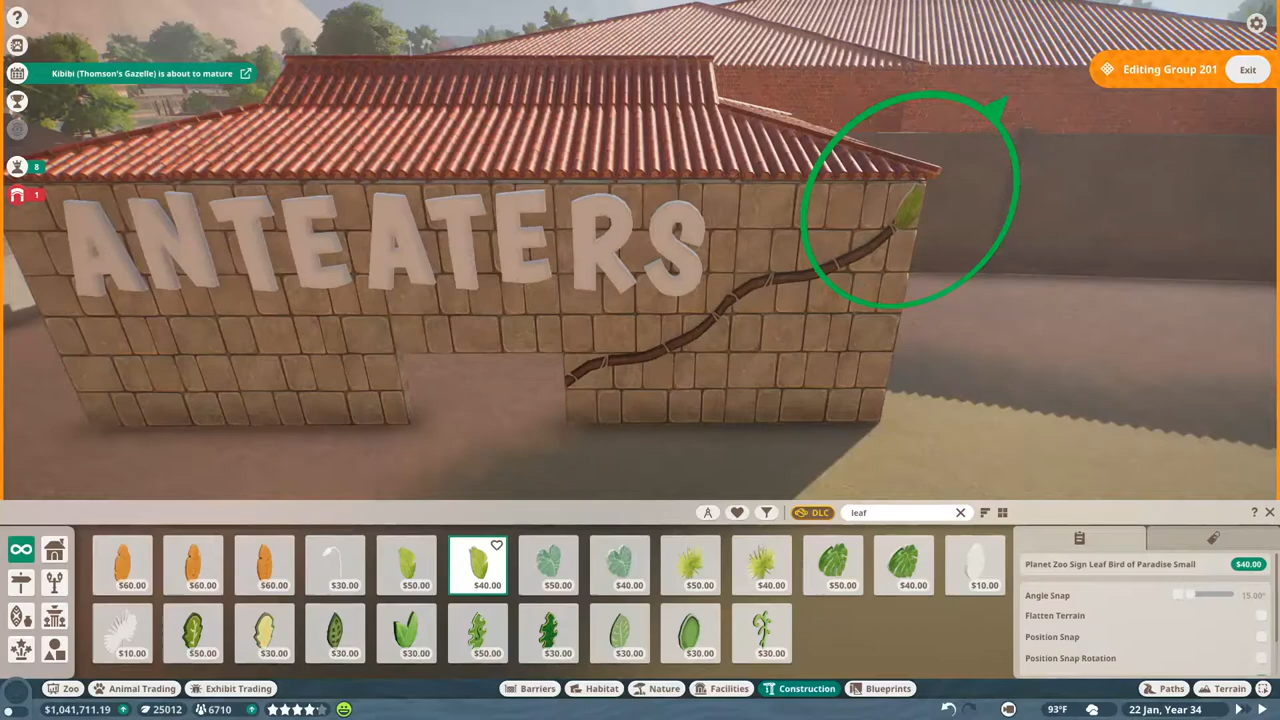 ?
Kibibi (Thomson's Gazelle) is about to mature
Editing Group 201
Exit
8
1
ANTEATERS
DLC
leaf
?
$60.00 $60.00 $60.00 $30.00 $50.00 $40.00 $50.00 $40.00 $50.00 $40.00 $50.00 $40.00 $10.00
$10.00 $50.00 $30.00 $30.00 $30.00 $50.00 $30.00 $30.00 $30.00 $30.00
Planet Zoo Sign Leaf Bird of Paradise Small $40.00
Angle Snap 15.00°
Flatten Terrain
Position Snap
Position Snap Rotation
Zoo Animal Trading Exhibit Trading Barriers Habitat Nature Facilities Construction Blueprints Paths Terrain
$1,041,711.19 25012 6710 93°F 22 Jan, Year 34